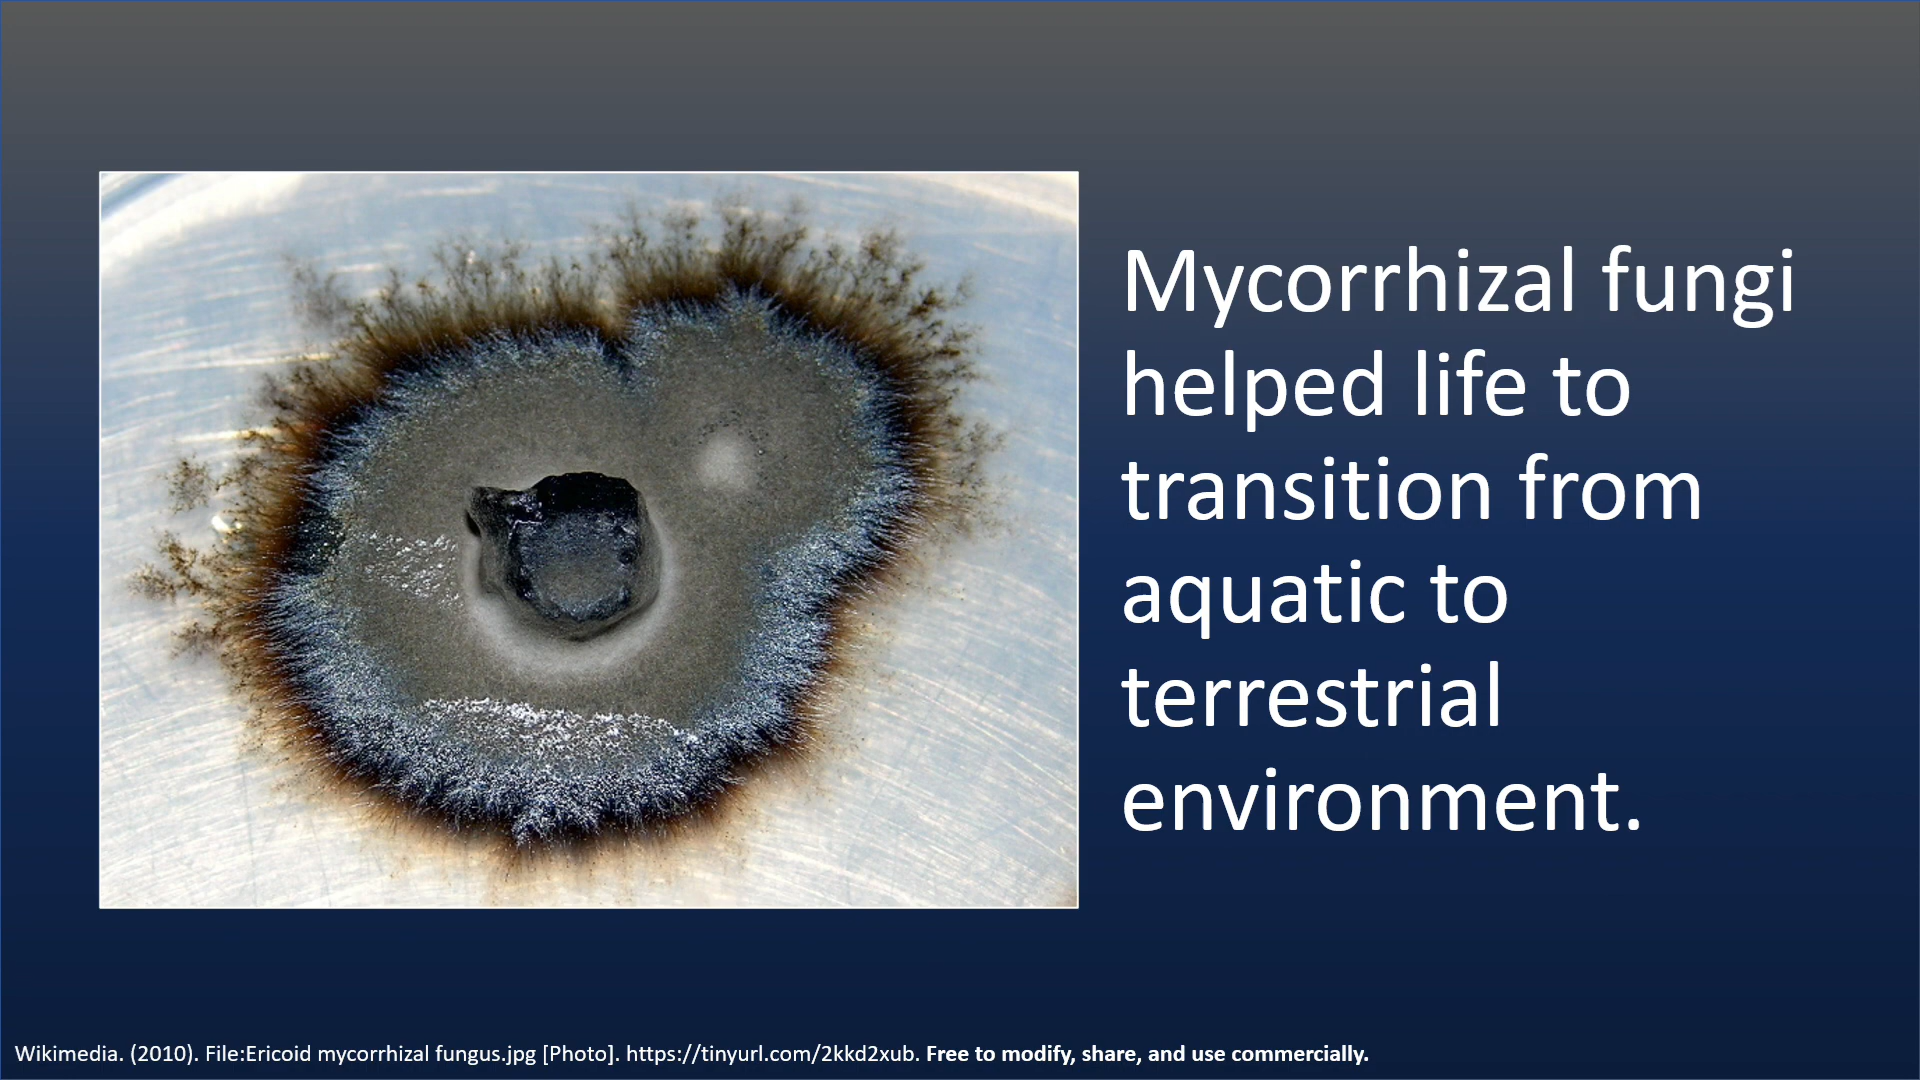 Mycorrhizal fungi
helped life to
transition from
aquatic to
terrestrial
environment.
Wikimedia. (2010). File:Ericoid mycorrhizal fungus.jpg [Photo]. https://tinyurl.com/2kkd2xub. Free to modify, share, and use commercially.